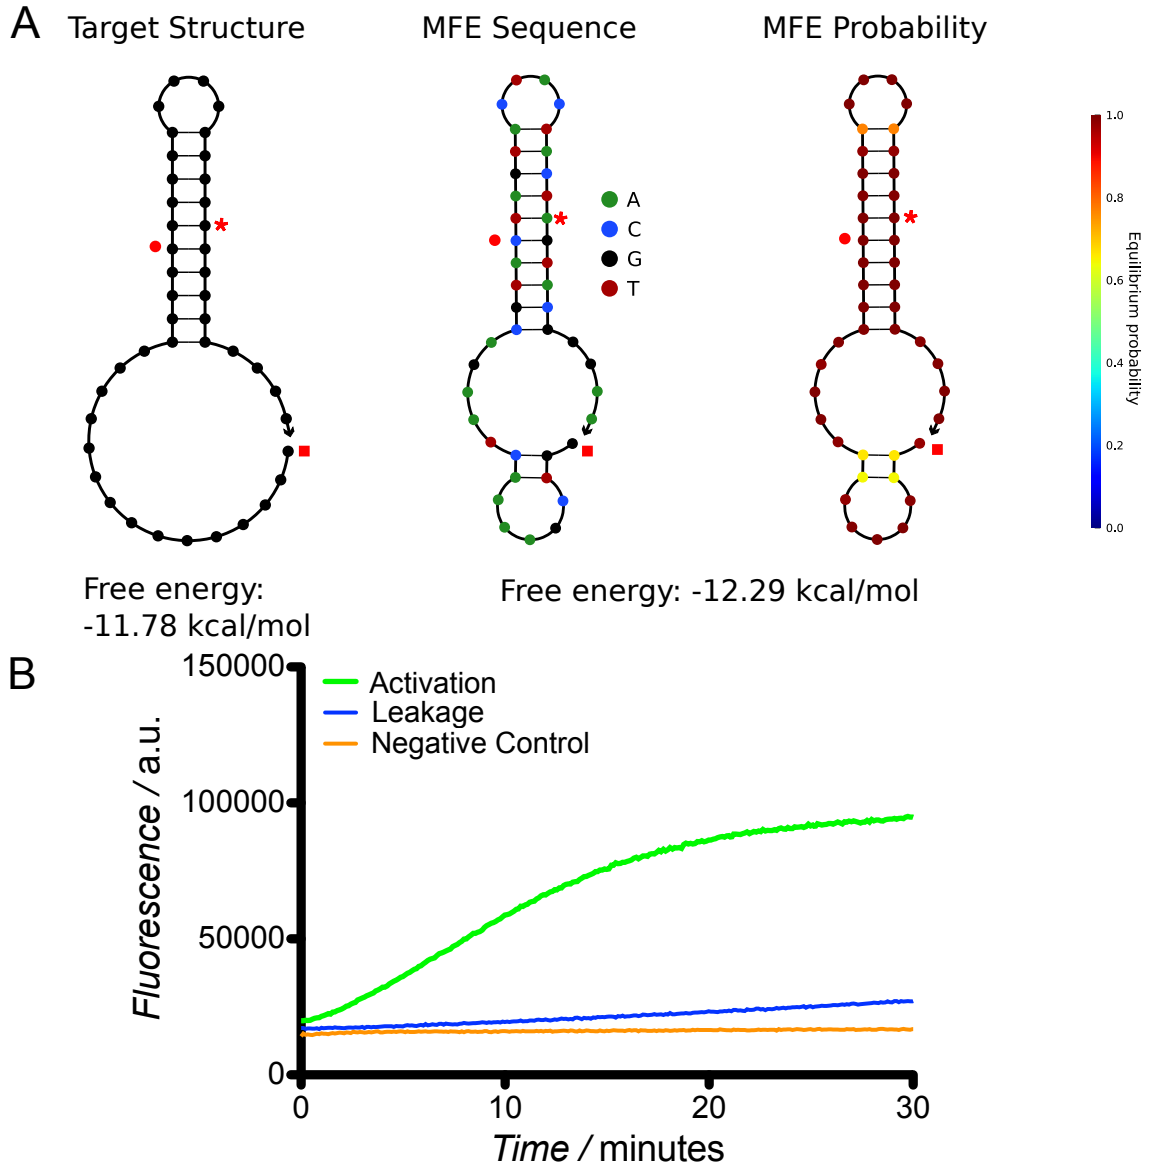 A
Target Structure
MFE Sequence
MFE Probability
A
C
G
T
1.0
0.8
0.6
0.4
0.2
0.0
Equilibrium probability
Free energy:
-11.78 kcal/mol
Free energy: -12.29 kcal/mol
B
150000
100000
50000
0
Fluorescence / a.u.
Activation
Leakage
Negative Control
0
10
20
30
Time / minutes